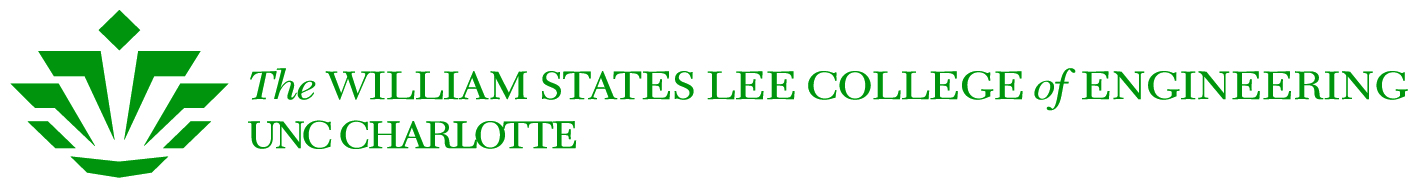 The WILLIAM STATES LEE COLLEGE of ENGINEERING
UNC CHARLOTTE